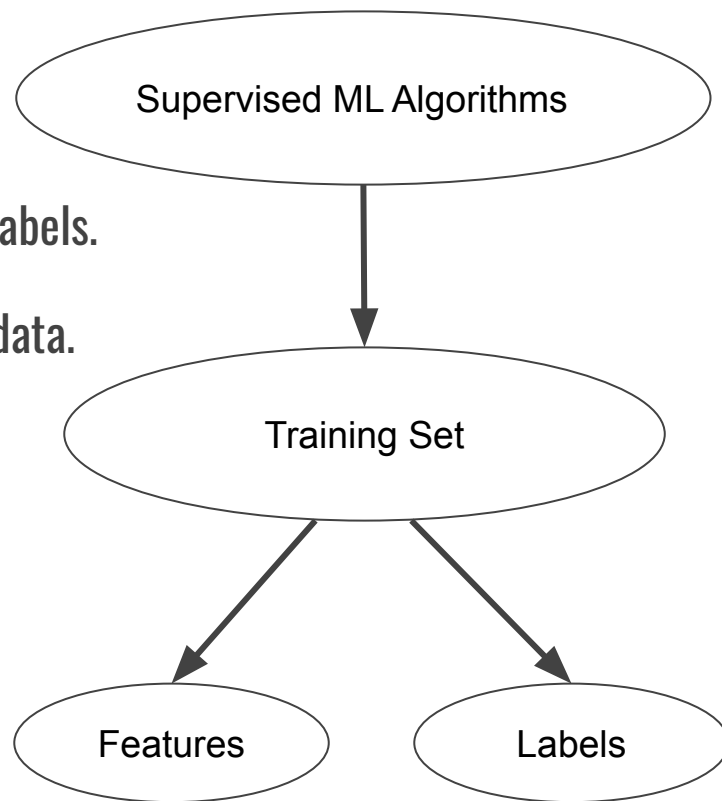 Supervised ML Algorithms
abels.
data.
Training Set
Features
Labels